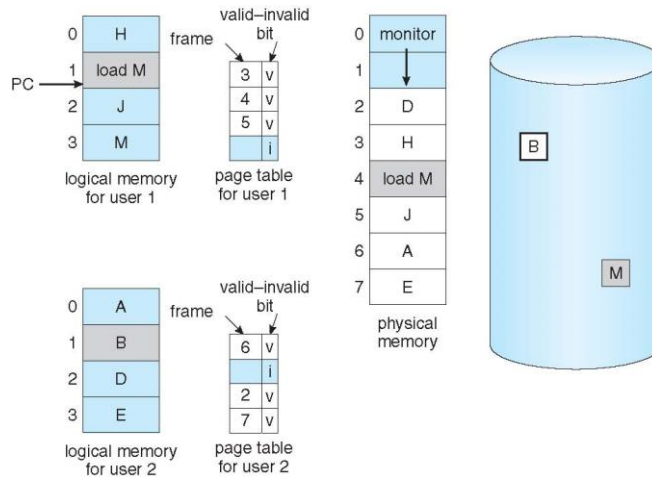 valid–invalid
bit
frame
0 H
1 load M
PC
2 J
3 M
3 v
4 v
5 v
i
logical memory
for user 1
page table
for user 1
0 monitor
1
2 D
3 H
4 load M
5 J
6 A
7 E
physical
memory
B
M
valid–invalid
bit
frame
0 A
1 B
2 D
3 E
6 v
i
2 v
7 v
logical memory
for user 2
page table
for user 2